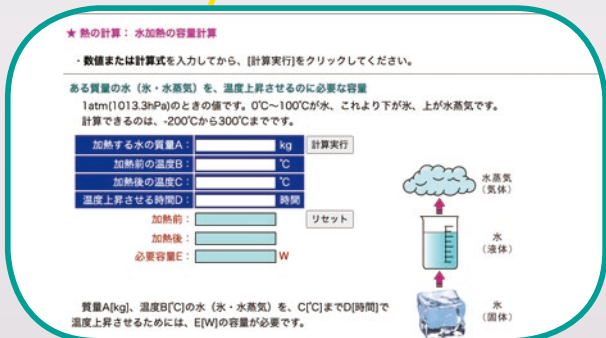 ★ 熱の計算： 水加熱の容量計算
・数値または計算式を入力してから、[計算実行]をクリックしてください。
ある質量の水（氷・水蒸気）を、温度上昇させるのに必要な容量
1atm(1013.3hPa)のときの値です。0℃〜100℃が水、これより下が氷、上が水蒸気です。
計算できるのは、-200℃から300℃までです。
加熱する水の質量A： kg 計算実行
加熱前の温度B： ℃
加熱後の温度C： ℃
温度上昇させる時間D： 時間
加熱前： リセット
加熱後：
必要容量E： W
水蒸気
（気体）
水
（液体）
氷
（固体）
質量A[kg]、温度B[℃]の水（氷・水蒸気）を、C[℃]までD[時間]で
温度上昇させるためには、E[W]の容量が必要です。